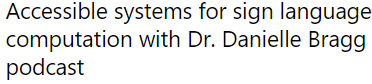 Accessible systems for sign language
computation with Dr. Danielle Bragg
podcast